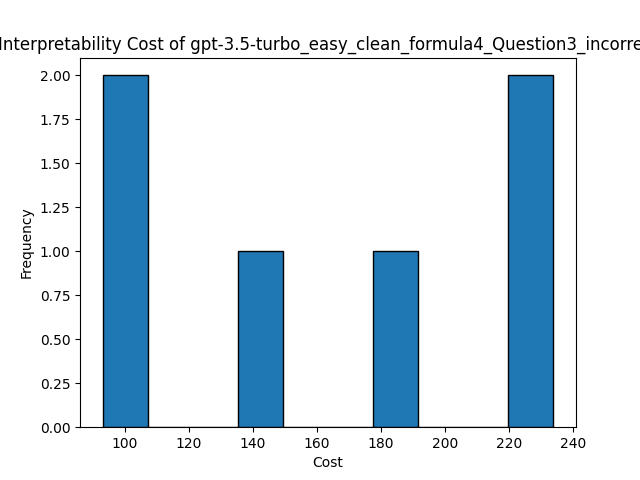 Interpretability Cost of gpt-3.5-turbo_easy_clean_formula4_Question3_incorre
2.00
1.75
1.50
1.25
1.00
0.75
0.50
0.25
0.00
Frequency
100 120 140 160 180 200 220 240
Cost